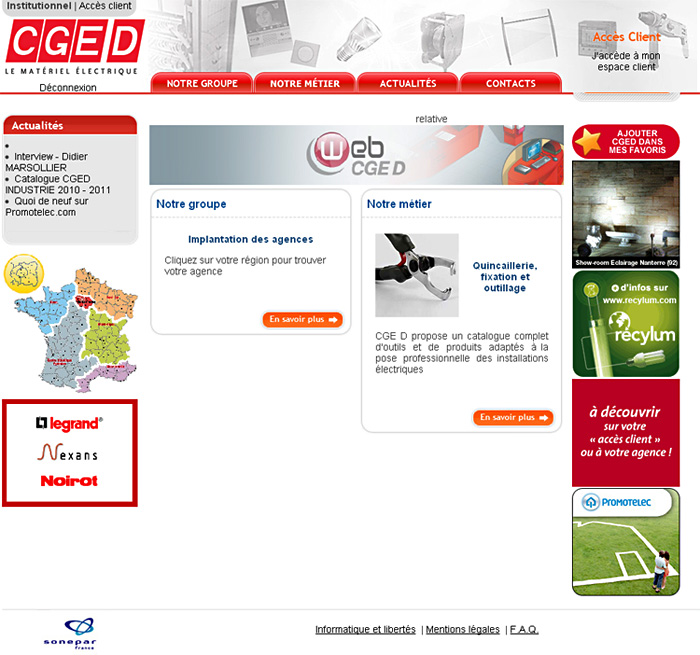 Institutionnel | Accès client
CGED
LE MATÉRIEL ÉLECTRIQUE
Déconnexion
NOTRE GROUPE
NOTRE MÉTIER
ACTUALITÉS
CONTACTS
Accès Client
J'accède à mon
espace client
Actualités
Interview - Didier
MARSOLLIER
Catalogue CGED
INDUSTRIE 2010 - 2011
Quoi de neuf sur
Promotelec.com
relative
Web
CGE D
Notre groupe
Implantation des agences
Cliquez sur votre région pour trouver
votre agence
En savoir plus
Notre métier
Quincaillerie,
fixation et
outillage
CGE D propose un catalogue complet
d'outils et de produits adaptés à la
pose professionnelle des installations
électriques
En savoir plus
legrand®
Nexans
Noirot
AJOUTER
CGED DANS
MES FAVORIS
Show-room Eclairage Nanterre (92)
d'infos sur
www.recylum.com
récylum
à découvrir
sur votre
« accès client »
ou à votre agence !
PROMOTELEC
sonepar
france
Informatique et libertés | Mentions légales | F.A.Q.